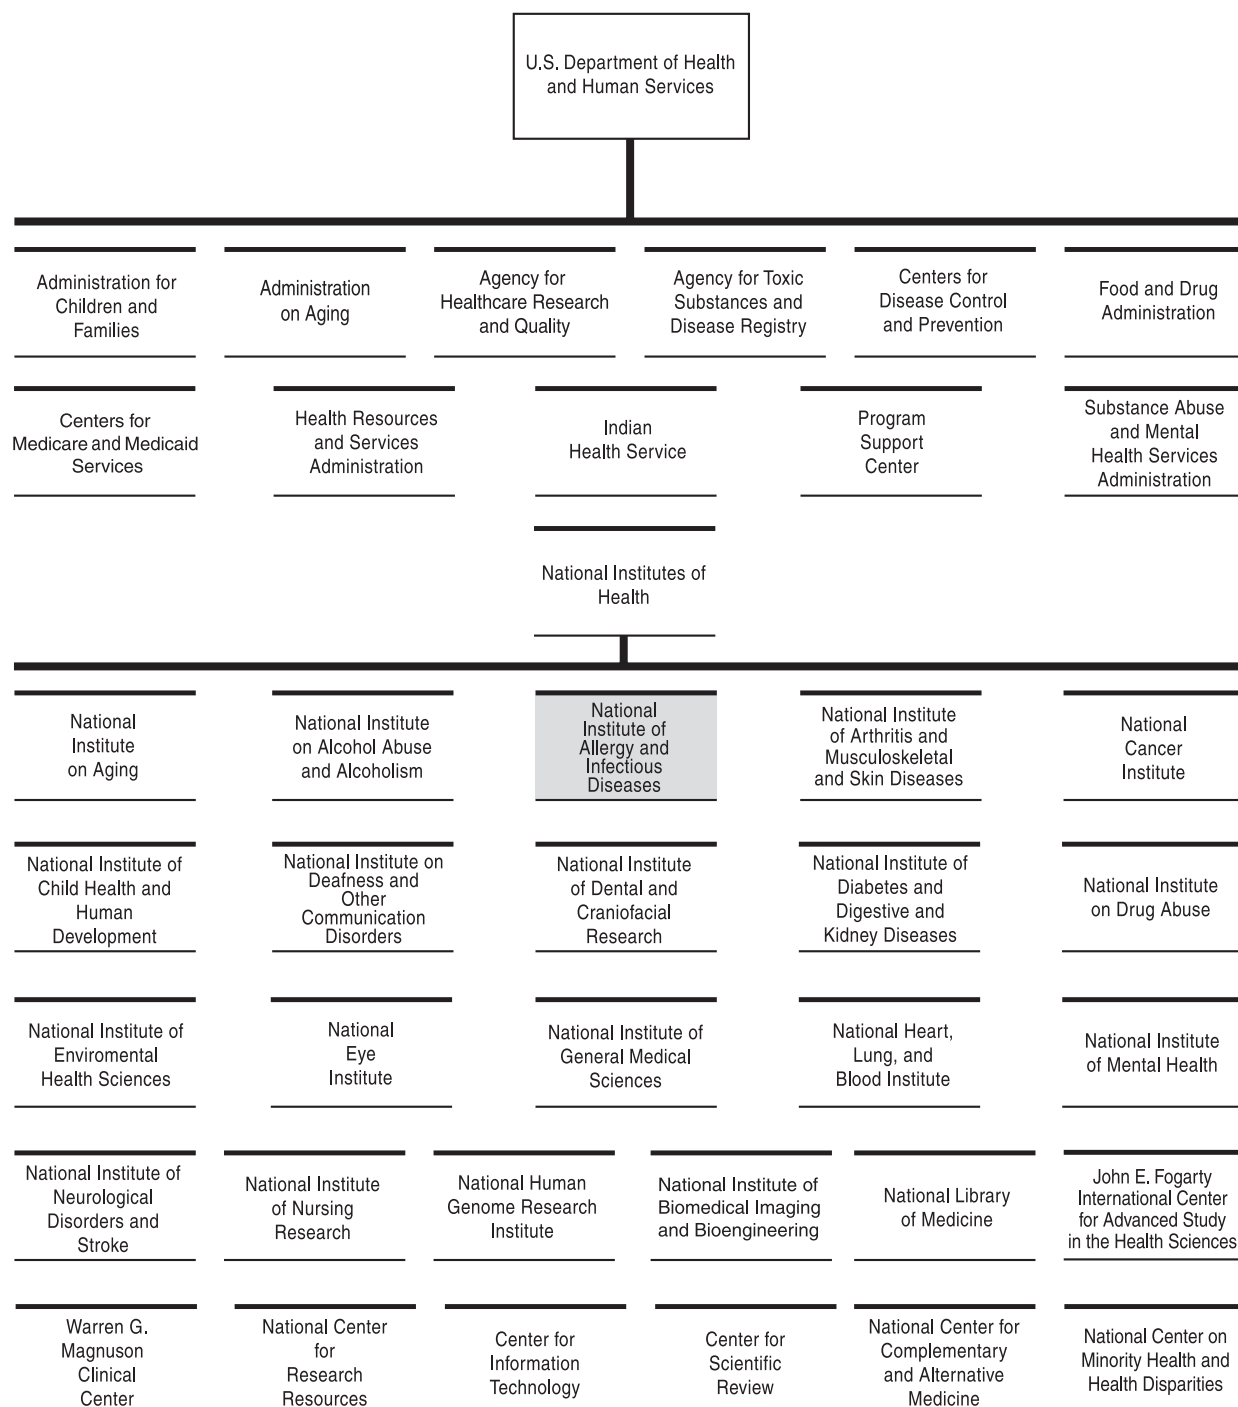 U.S. Department of Health
and Human Services
Administration for
Children and
Families
Administration
on Aging
Agency for
Healthcare Research
and Quality
Agency for Toxic
Substances and
Disease Registry
Centers for
Disease Control
and Prevention
Food and Drug
Administration
Centers for
Medicare and Medicaid
Services
Health Resources
and Services
Administration
Indian
Health Service
Program
Support
Center
Substance Abuse
and Mental
Health Services
Administration
National Institutes of
Health
National
Institute
on Aging
National Institute
on Alcohol Abuse
and Alcoholism
National
Institute of
Allergy and
Infectious
Diseases
National Institute
of Arthritis and
Musculoskeletal
and Skin Diseases
National
Cancer
Institute
National Institute of
Child Health and
Human
Development
National Institute on
Deafness and
Other
Communication
Disorders
National Institute
of Dental and
Craniofacial
Research
National Institute of
Diabetes and
Digestive and
Kidney Diseases
National Institute
on Drug Abuse
National Institute of
Enviromental
Health Sciences
National
Eye
Institute
National Institute of
General Medical
Sciences
National Heart,
Lung, and
Blood Institute
National Institute
of Mental Health
National Institute of
Neurological
Disorders and
Stroke
National Institute
of Nursing
Research
National Human
Genome Research
Institute
National Institute of
Biomedical Imaging
and Bioengineering
National Library
of Medicine
John E. Fogarty
International Center
for Advanced Study
in the Health Sciences
Warren G.
Magnuson
Clinical
Center
National Center
for
Research
Resources
Center for
Information
Technology
Center for
Scientific
Review
National Center for
Complementary
and Alternative
Medicine
National Center on
Minority Health and
Health Disparities